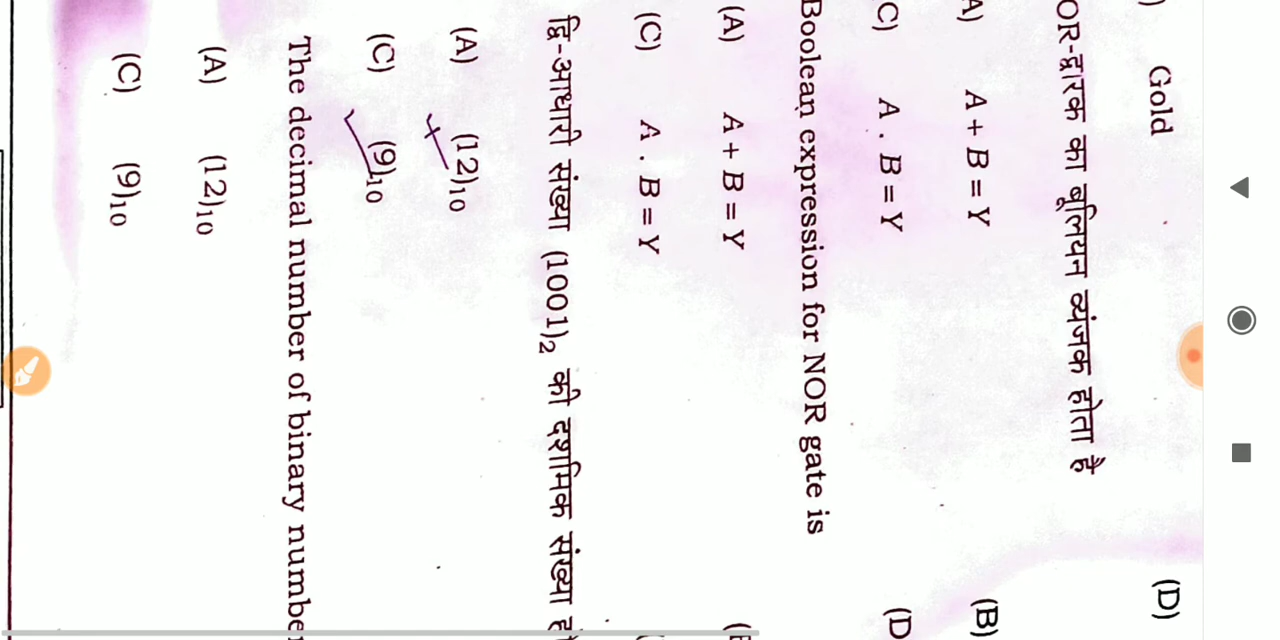 ) Gold (D)
OR-द्वारक का बूलियन व्यंजक होता है
A) A + B = Y (B)
C) A . B = Y (D
Boolean expression for NOR gate is
(A) A + B = Y
(C) A . B = Y
द्वि-आधारी संख्या (1001)₂ की दशमिक संख्या
(A) (12)₁₀
(C) (9)₁₀
The decimal number of binary number
(A) (12)₁₀
(C) (9)₁₀